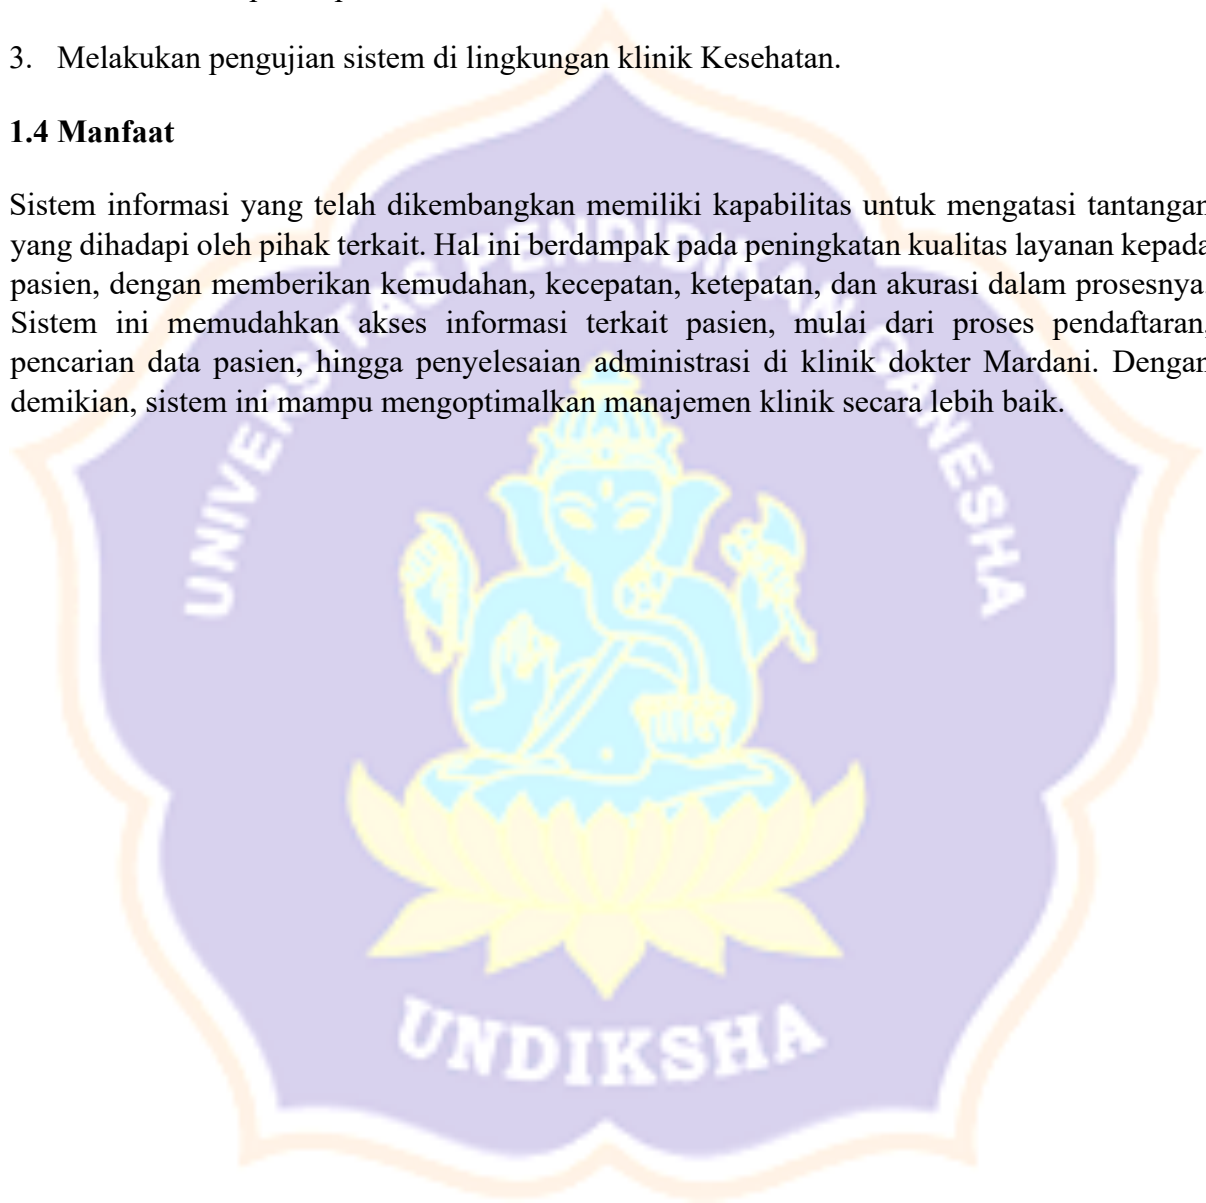 3. Melakukan pengujian sistem di lingkungan klinik Kesehatan.
1.4 Manfaat
Sistem informasi yang telah dikembangkan memiliki kapabilitas untuk mengatasi tantangan
yang dihadapi oleh pihak terkait. Hal ini berdampak pada peningkatan kualitas layanan kepada
pasien, dengan memberikan kemudahan, kecepatan, ketepatan, dan akurasi dalam prosesnya.
Sistem ini memudahkan akses informasi terkait pasien, mulai dari proses pendaftaran,
pencarian data pasien, hingga penyelesaian administrasi di klinik dokter Mardani. Dengan
demikian, sistem ini mampu mengoptimalkan manajemen klinik secara lebih baik.
UNIVERSITAS PENDIDIKAN GANESHA
UNDIKSHA